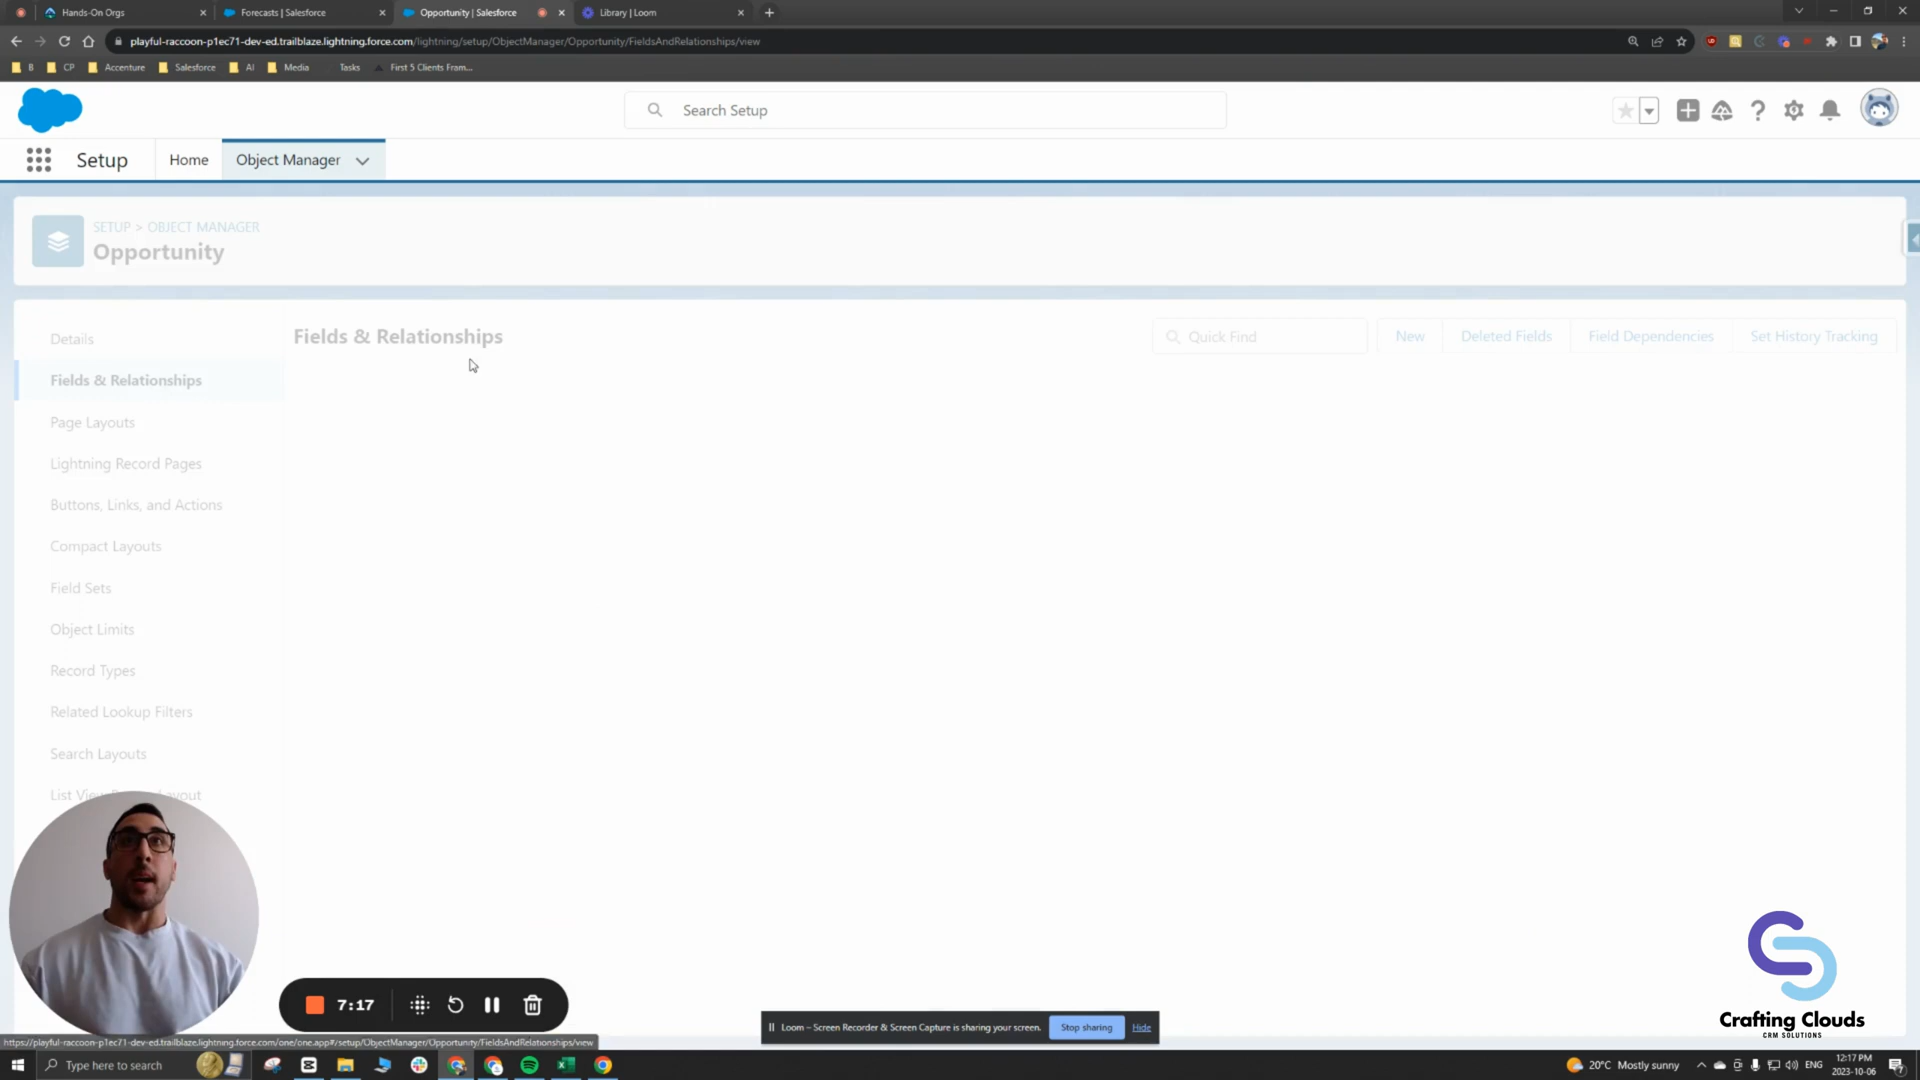 Hands-On Orgs
Forecasts | Salesforce
Opportunity | Salesforce
Library | Loom
playful-raccoon-p1ec71-dev-ed.trailblaze.lightning.force.com/lightning/setup/ObjectManager/Opportunity/FieldsAndRelationships/view
B
CP
Accenture
Salesforce
AI
Media
Tasks
First 5 Clients Fram...
Search Setup
Setup
Home
Object Manager
SETUP > OBJECT MANAGER
Opportunity
Details
Fields & Relationships
Page Layouts
Lightning Record Pages
Buttons, Links, and Actions
Compact Layouts
Field Sets
Object Limits
Record Types
Related Lookup Filters
Search Layouts
Fields & Relationships
Quick Find
New
Deleted Fields
Field Dependencies
Set History Tracking
7:17
Loom – Screen Recorder & Screen Capture is sharing your screen.
Stop sharing
Hide
Crafting Clouds
CRM SOLUTIONS
https://playful-raccoon-p1ec71-dev-ed.trailblaze.lightning.force.com/one/one.app#/setup/ObjectManager/Opportunity/FieldsAndRelationships/view
Type here to search
20°C Mostly sunny
ENG
12:17 PM
2023-10-06